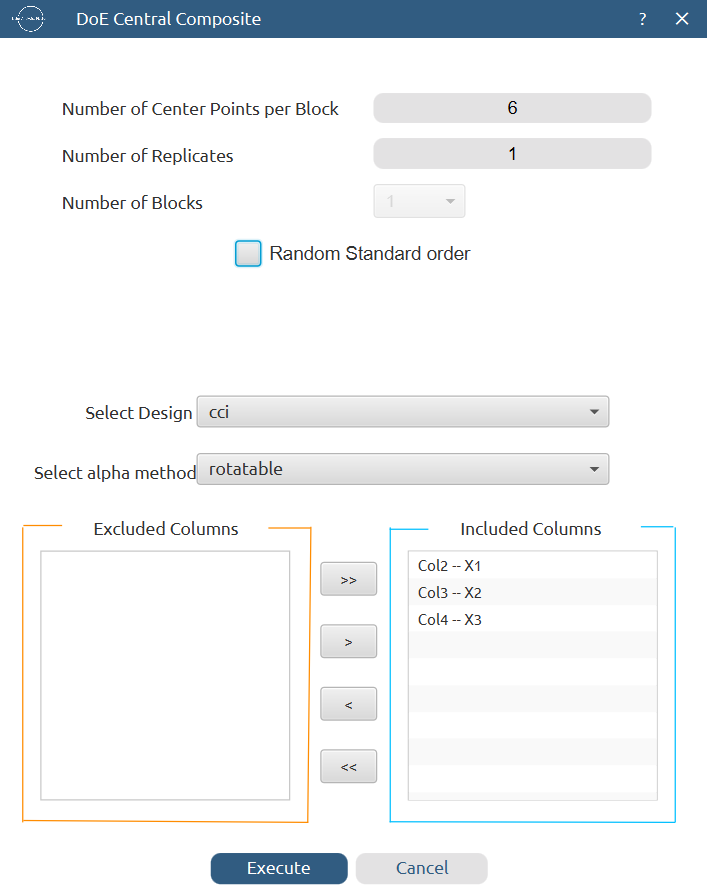 DoE Central Composite ?
Number of Center Points per Block 6
Number of Replicates 1
Number of Blocks 1
Random Standard order
Select Design cci
Select alpha method rotatable
Excluded Columns Included Columns
Col2 -- X1
>>
Col3 -- X2
Col4 -- X3
>
<
<<
Execute Cancel